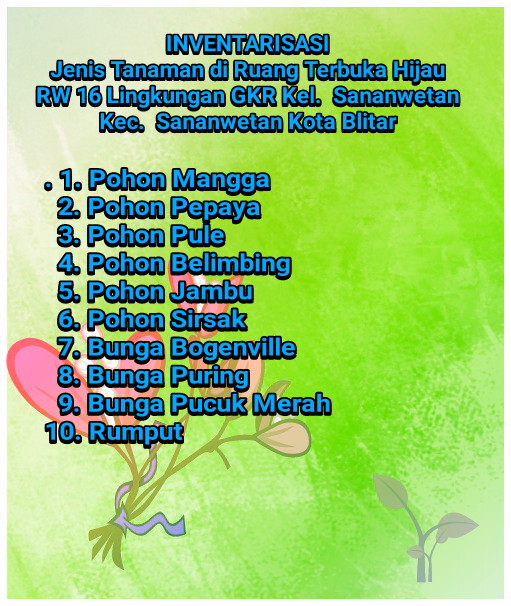 INVENTARISASI
Jenis Tanaman di Ruang Terbuka Hijau
RW 16 Lingkungan GKR Kel. Sananwetan
Kec. Sananwetan Kota Blitar
. 1. Pohon Mangga
2. Pohon Pepaya
3. Pohon Pule
4. Pohon Belimbing
5. Pohon Jambu
6. Pohon Sirsak
7. Bunga Bogenville
8. Bunga Puring
9. Bunga Pucuk Merah
10. Rumput